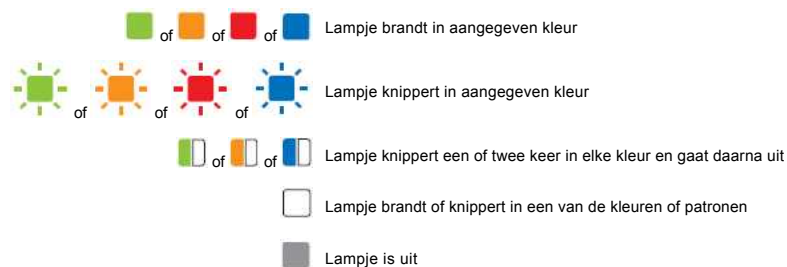 of of of Lampje brandt in aangegeven kleur
of of of Lampje knippert in aangegeven kleur
of of Lampje knippert een of twee keer in elke kleur en gaat daarna uit
Lampje brandt of knippert in een van de kleuren of patronen
Lampje is uit